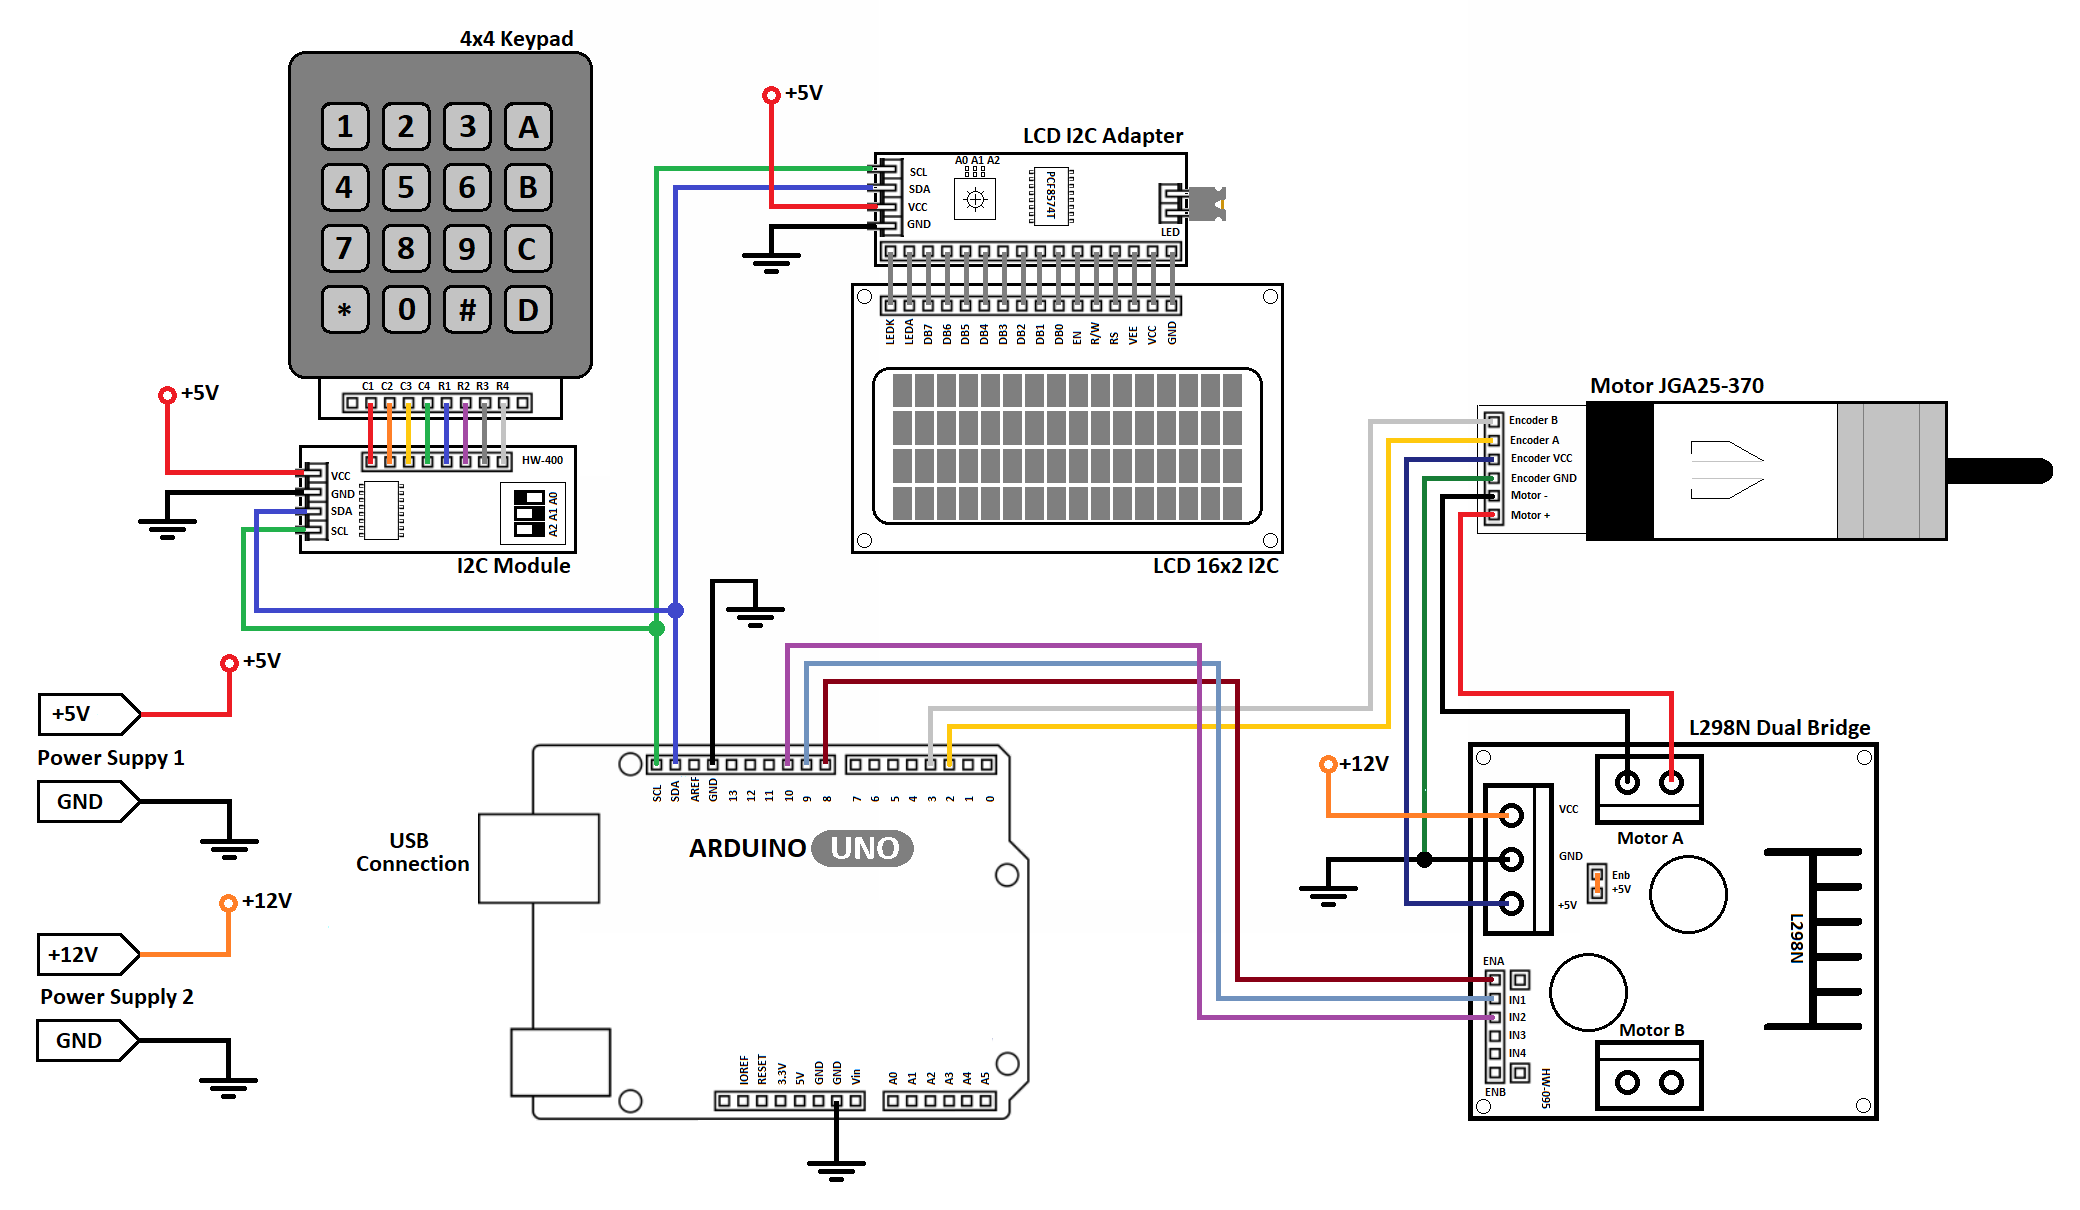 4x4 Keypad
1 2 3 A
4 5 6 B
7 8 9 C
* 0 # D
C1 C2 C3 C4 R1 R2 R3 R4
+5V
HW-400
VCC
GND
SDA
SCL
A2 A1 A0
I2C Module
+5V
LCD I2C Adapter
SCL
SDA
VCC
GND
A0 A1 A2
PCF8574T
LED
LEDK
LEDA
DB7
DB6
DB5
DB4
DB3
DB2
DB1
DB0
EN
R/W
RS
VEE
VCC
GND
LCD 16x2 I2C
Motor JGA25-370
Encoder B
Encoder A
Encoder VCC
Encoder GND
Motor -
Motor +
+5V
+5V
Power Suppy 1
GND
+12V
+12V
Power Supply 2
GND
USB
Connection
SCL
SDA
AREF
GND
13
12
11
10
9
8
7
6
5
4
3
2
1
0
ARDUINO UNO
IOREF
RESET
3.3V
5V
GND
GND
Vin
A0
A1
A2
A3
A4
A5
L298N Dual Bridge
+12V
VCC
GND
+5V
Motor A
Enb
+5V
L298N
ENA
IN1
IN2
IN3
IN4
ENB
HW-095
Motor B